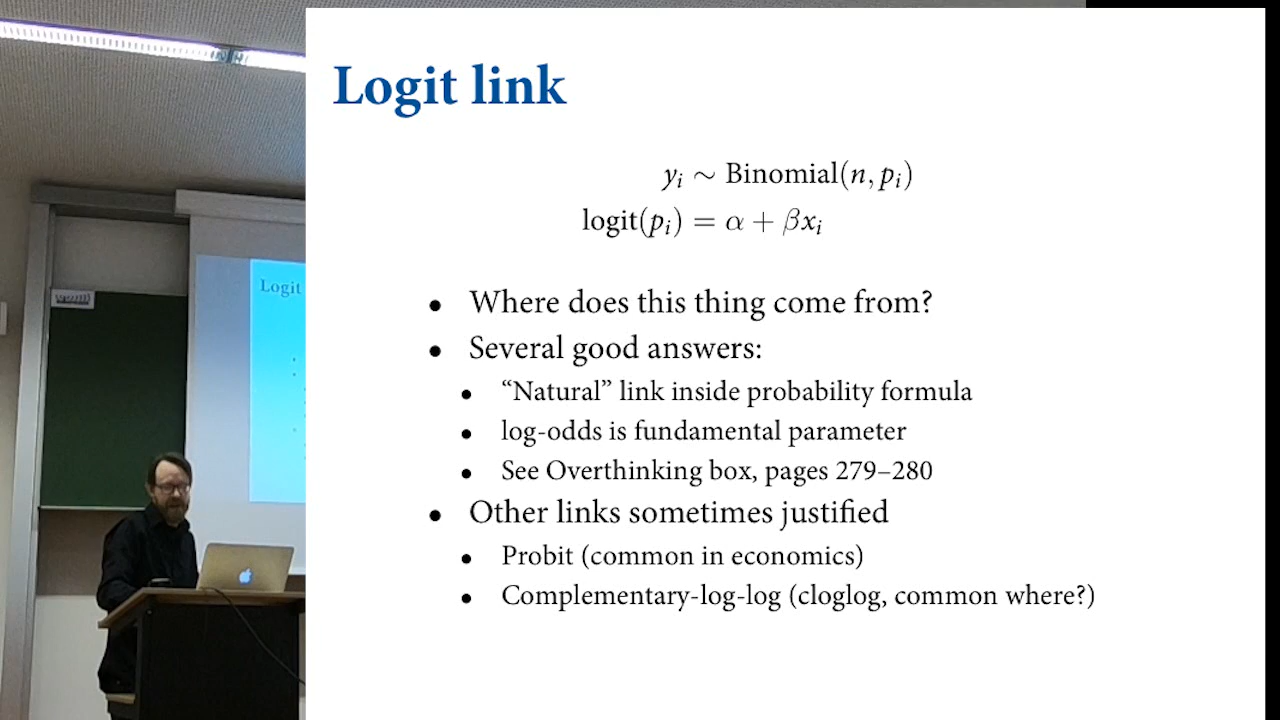 Logit link
yᵢ ∼ Binomial(n, pᵢ)
logit(pᵢ) = α + βxᵢ
• Where does this thing come from?
• Several good answers:
• “Natural” link inside probability formula
• log-odds is fundamental parameter
• See Overthinking box, pages 279–280
• Other links sometimes justified
• Probit (common in economics)
• Complementary-log-log (cloglog, common where?)
Logit